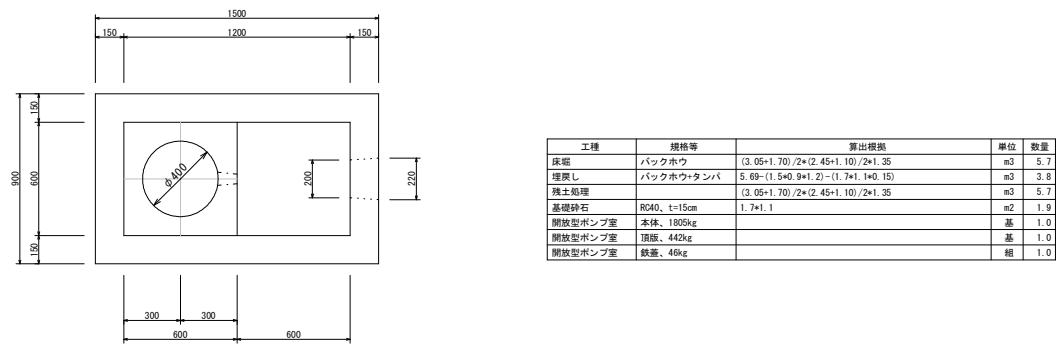 1500
150 1200 150
150
600
900
150
φ400
200
220
300 300
600 600
工種 規格等 算出根拠 単位 数量
床堀 バックホウ (3.05+1.70)/2*(2.45+1.10)/2*1.35 m3 5.7
埋戻し バックホウ+タンパ 5.69-(1.5*0.9*1.2)-(1.7*1.1*0.15) m3 3.8
残土処理 (3.05+1.70)/2*(2.45+1.10)/2*1.35 m3 5.7
基礎砕石 RC40、t=15cm 1.7*1.1 m2 1.9
開放型ポンプ室 本体、1805kg 基 1.0
開放型ポンプ室 頂版、442kg 基 1.0
開放型ポンプ室 鉄蓋、46kg 組 1.0